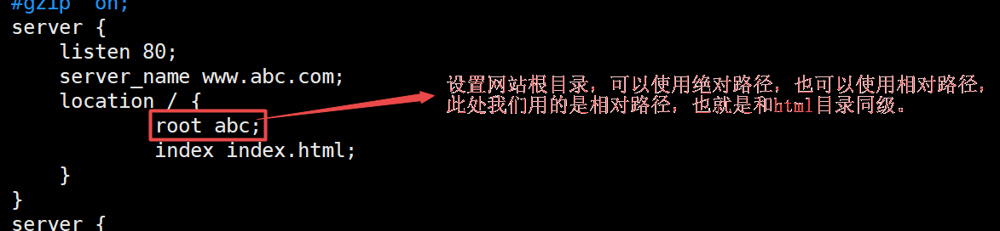 #gzip  on;
server {
listen 80;
server_name www.abc.com;
location / {
root abc;
index index.html;
}
}
server {
设置网站根目录，可以使用绝对路径，也可以使用相对路径，
此处我们用的是相对路径，也就是和html目录同级。